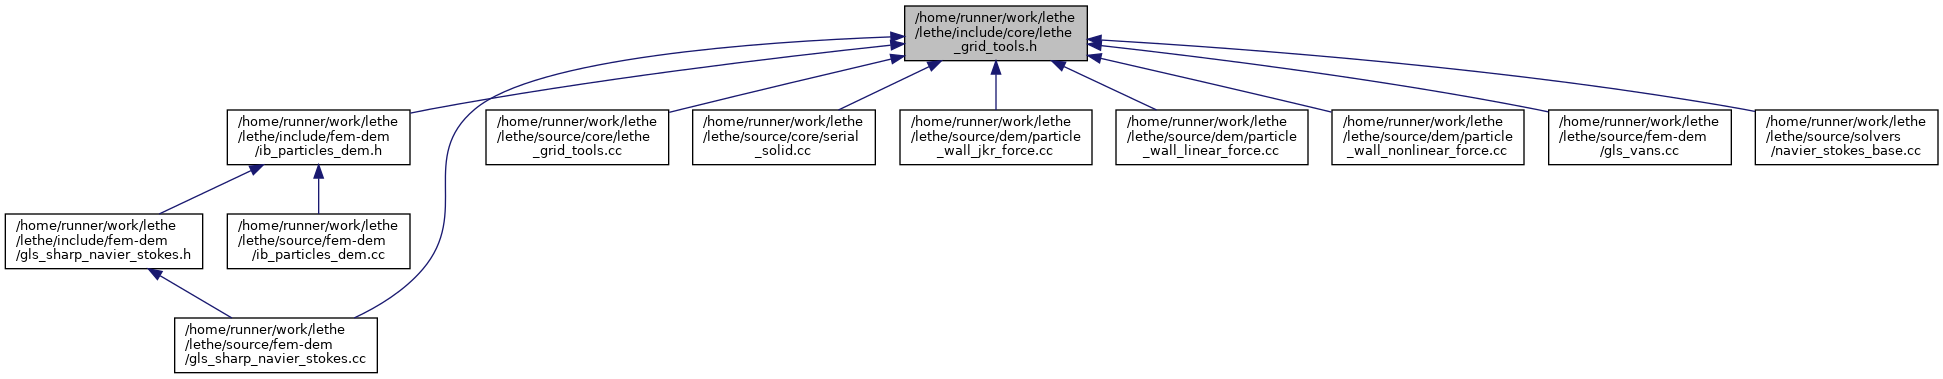 /home/runner/work/lethe
/lethe/include/core/lethe
_grid_tools.h
/home/runner/work/lethe
/lethe/include/fem-dem
/ib_particles_dem.h
/home/runner/work/lethe
/lethe/source/core/lethe
_grid_tools.cc
/home/runner/work/lethe
/lethe/source/core/serial
_solid.cc
/home/runner/work/lethe
/lethe/source/dem/particle
_wall_jkr_force.cc
/home/runner/work/lethe
/lethe/source/dem/particle
_wall_linear_force.cc
/home/runner/work/lethe
/lethe/source/dem/particle
_wall_nonlinear_force.cc
/home/runner/work/lethe
/lethe/source/fem-dem
/gls_vans.cc
/home/runner/work/lethe
/lethe/source/solvers
/navier_stokes_base.cc
/home/runner/work/lethe
/lethe/include/fem-dem
/gls_sharp_navier_stokes.h
/home/runner/work/lethe
/lethe/source/fem-dem
/ib_particles_dem.cc
/home/runner/work/lethe
/lethe/source/fem-dem
/gls_sharp_navier_stokes.cc